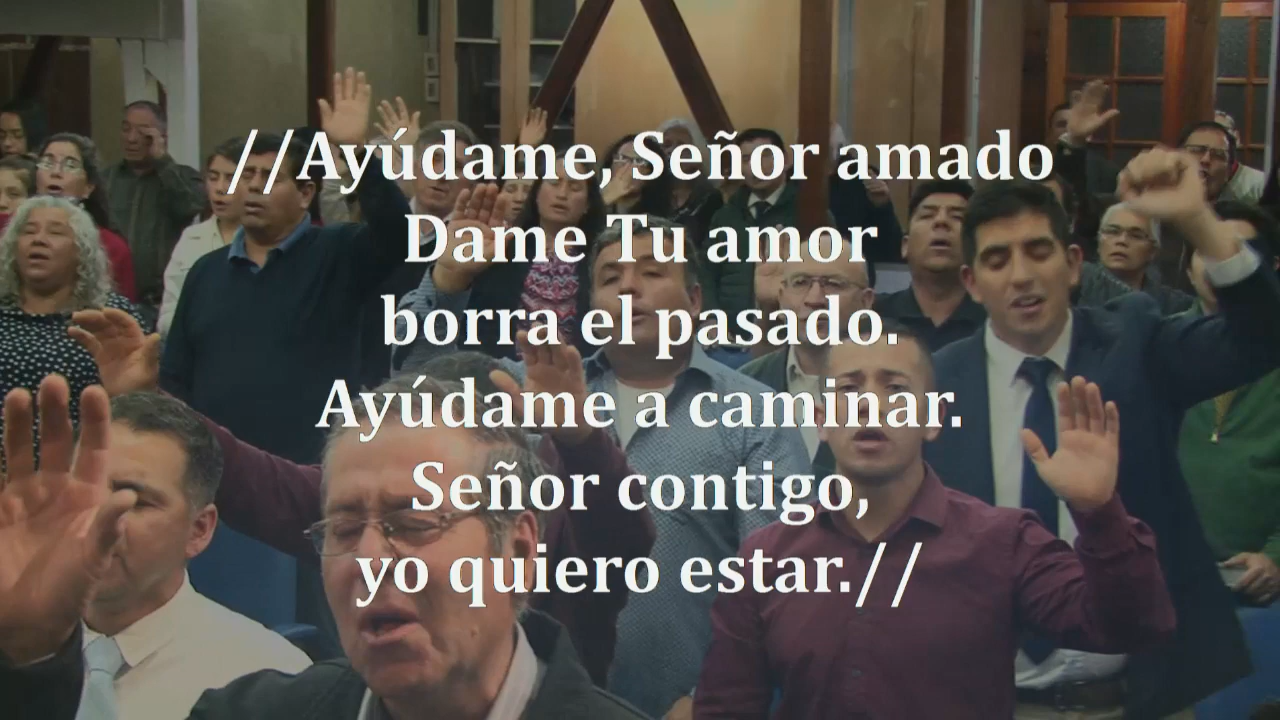 //Ayúdame, Señor amado
Dame Tu amor
borra el pasado.
Ayúdame a caminar.
Señor contigo,
yo quiero estar.//